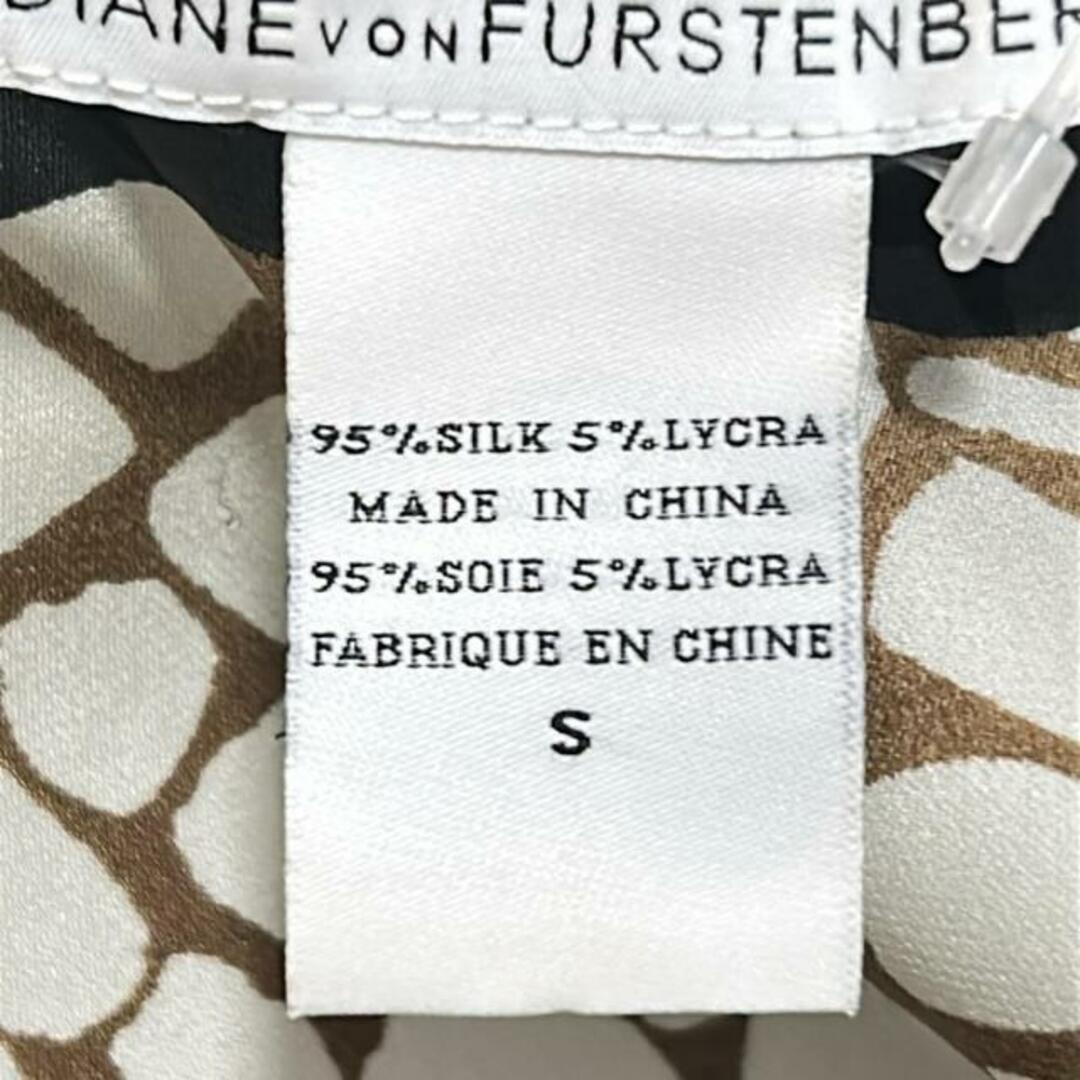 DIANE VON FURSTENBER
95%SILK 5%LYCRA
MADE IN CHINA
95%SOIE 5%LYCRA
FABRIQUE EN CHINE
S